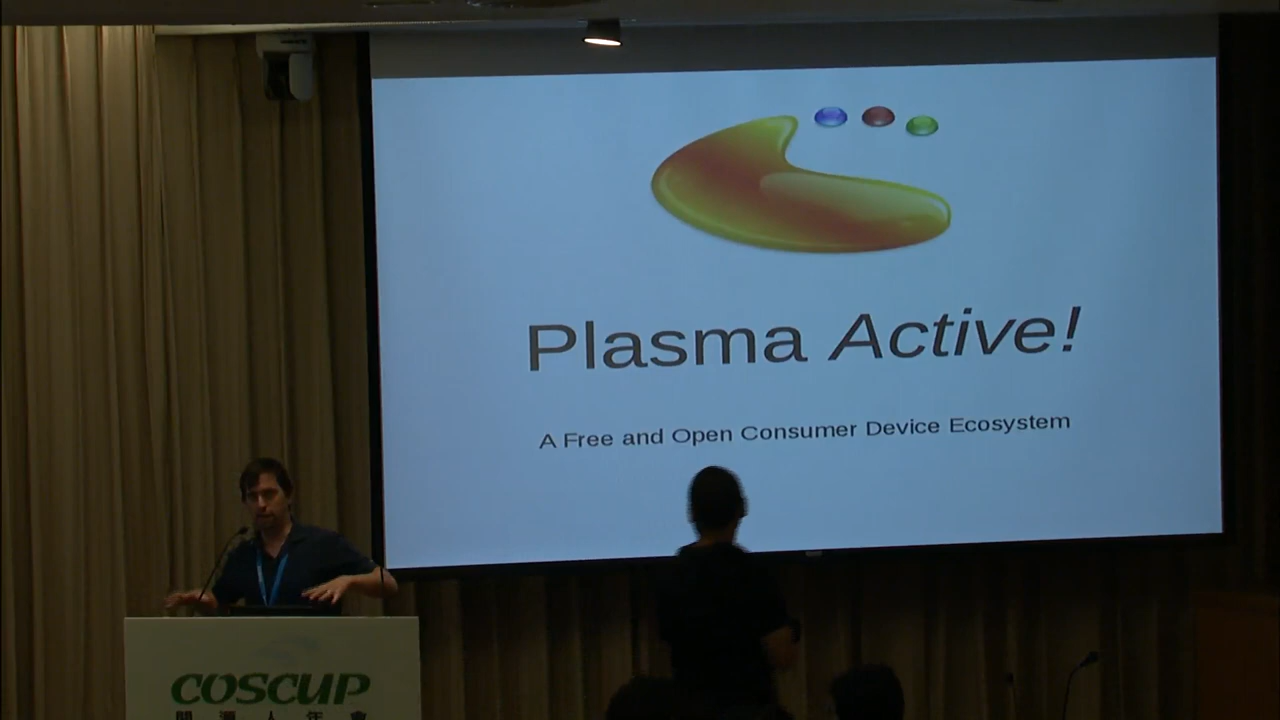 Plasma Active!
A Free and Open Consumer Device Ecosystem
COSCUP
開源人年會